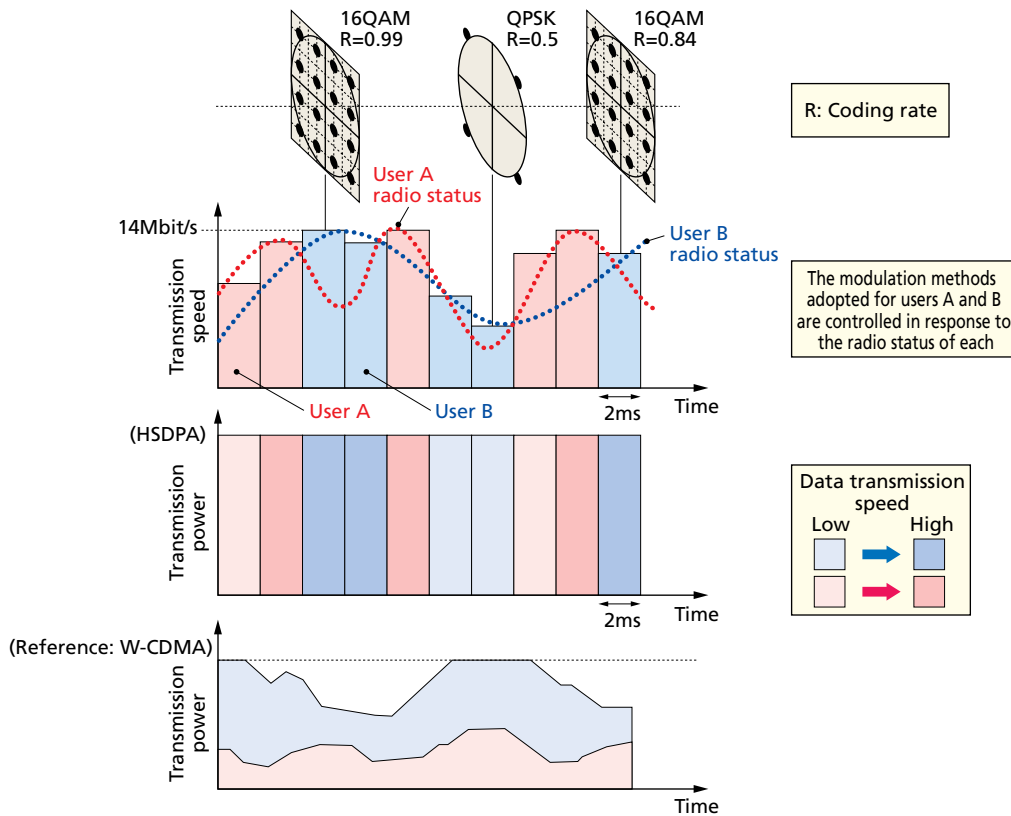 16QAM
R=0.99
QPSK
R=0.5
16QAM
R=0.84
R: Coding rate
User A
radio status
14Mbit/s
User B
radio status
Transmission
speed
The modulation methods
adopted for users A and B
are controlled in response to
the radio status of each
User A
User B
2ms
Time
(HSDPA)
Transmission
power
Data transmission
speed
Low
High
2ms
Time
(Reference: W-CDMA)
Transmission
power
Time